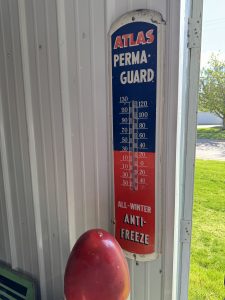 ATLAS
PERMA-
GUARD
ALL-WINTER
ANTI-
FREEZE